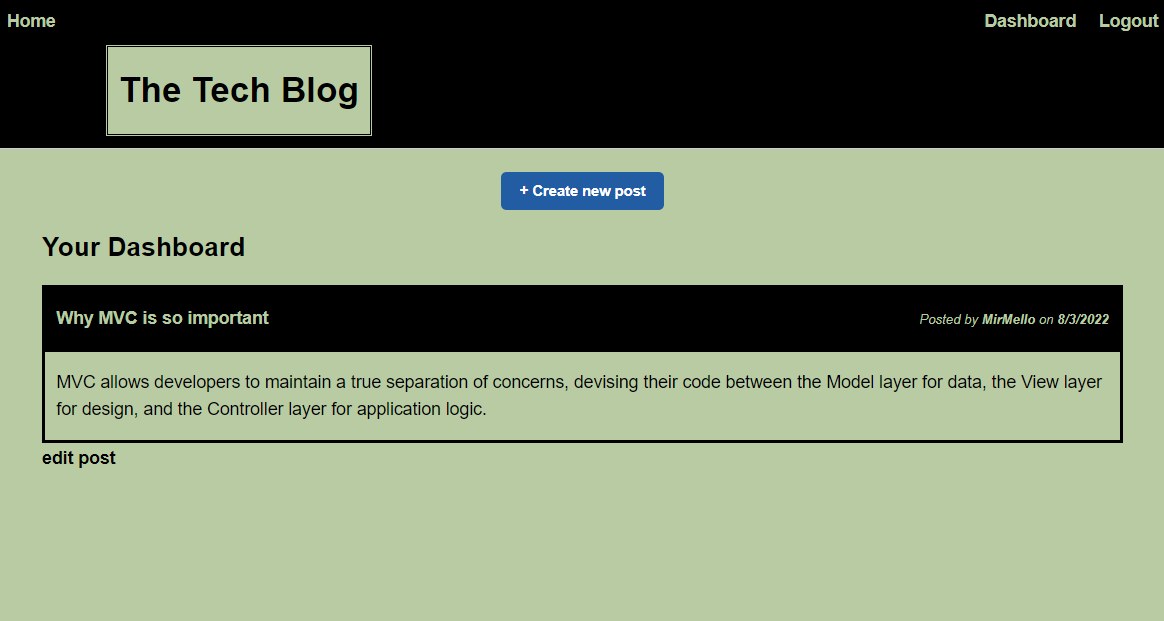 Home Dashboard Logout
The Tech Blog
+ Create new post
Your Dashboard
Why MVC is so important Posted by MirMello on 8/3/2022
MVC allows developers to maintain a true separation of concerns, devising their code between the Model layer for data, the View layer
for design, and the Controller layer for application logic.
edit post